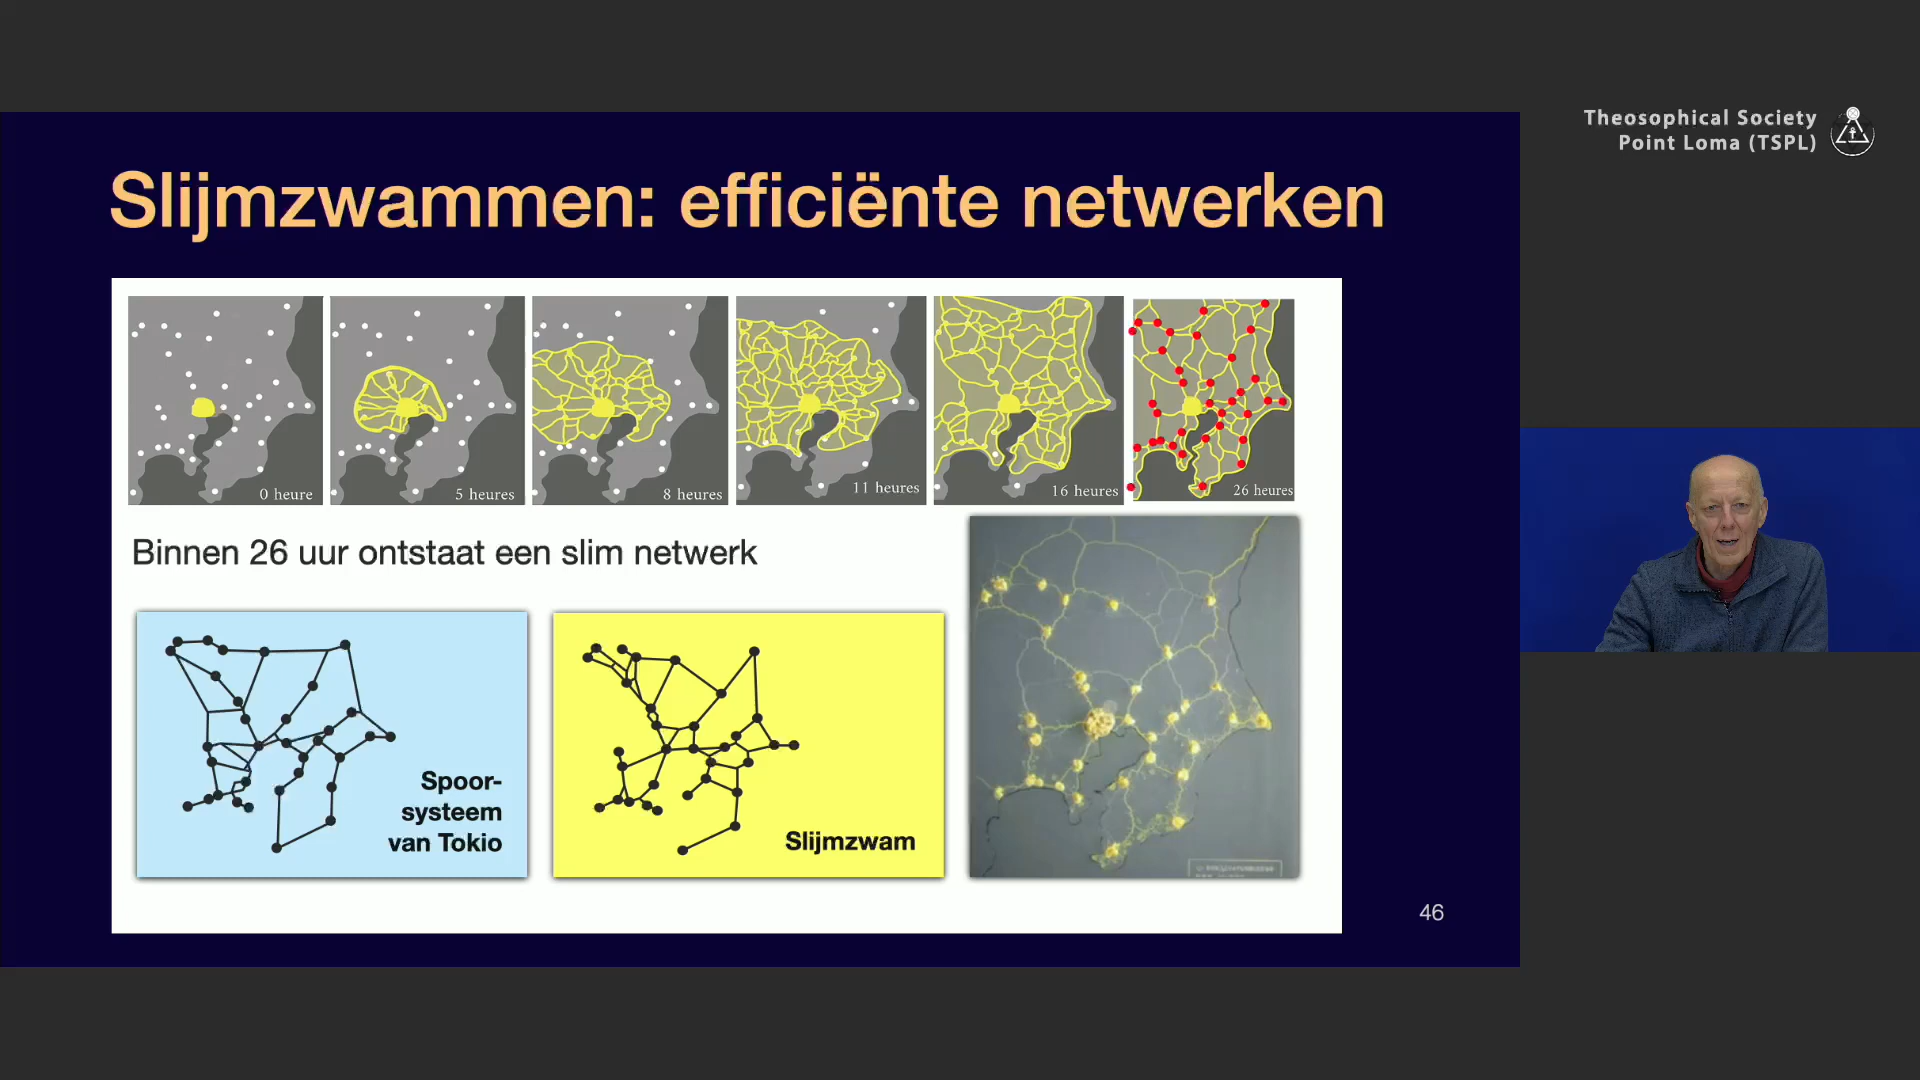 Theosophical Society
Point Loma (TSPL)
Slijmzwammen: efficiënte netwerken
0 heure
5 heures
8 heures
11 heures
16 heures
26 heures
Binnen 26 uur ontstaat een slim netwerk
Spoor-
systeem
van Tokio
Slijmzwam
46